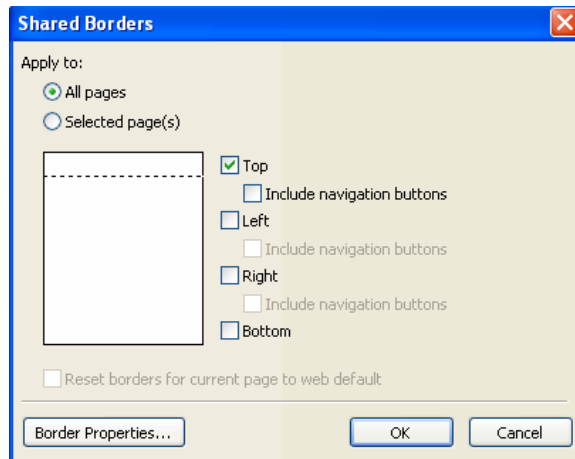 Shared Borders
Apply to:
All pages
Selected page(s)
Top
Include navigation buttons
Left
Include navigation buttons
Right
Include navigation buttons
Bottom
Reset borders for current page to web default
Border Properties...
OK
Cancel